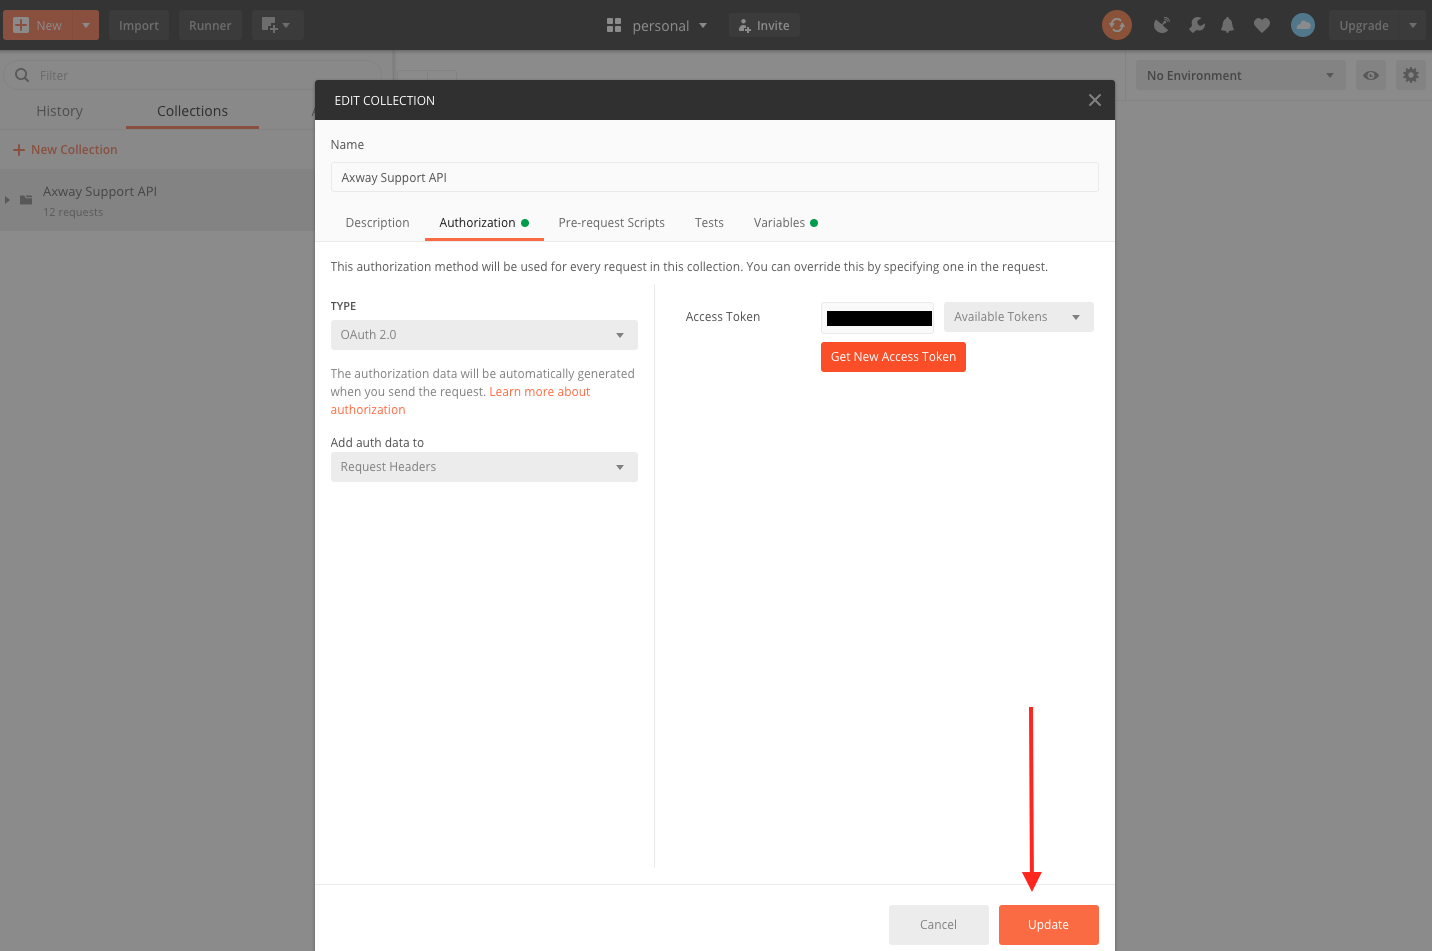 New
Import
Runner
personal
Invite
Upgrade
Filter
No Environment
History
Collections
New Collection
Axway Support API
12 requests
EDIT COLLECTION
Name
Axway Support API
Description
Authorization
Pre-request Scripts
Tests
Variables
This authorization method will be used for every request in this collection. You can override this by specifying one in the request.
TYPE
OAuth 2.0
The authorization data will be automatically generated
when you send the request. Learn more about
authorization
Add auth data to
Request Headers
Access Token
Available Tokens
Get New Access Token
Cancel
Update